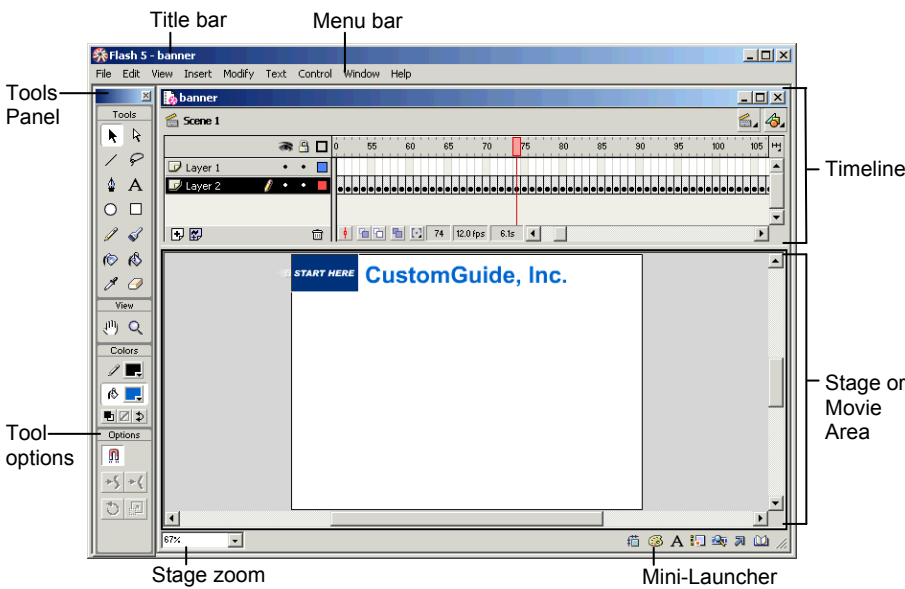 Title bar
Menu bar
Flash 5 - banner
File Edit View Insert Modify Text Control Window Help
Tools
Panel
banner
Tools
Scene 1
0 55 60 65 70 75 80 85 90 95 100 105
Layer 1
Timeline
Layer 2
74 12.0 fps 6.1s
START HERE
CustomGuide, Inc.
View
Colors
Stage or
Movie
Area
Tool
options
Options
67%
Stage zoom
Mini-Launcher